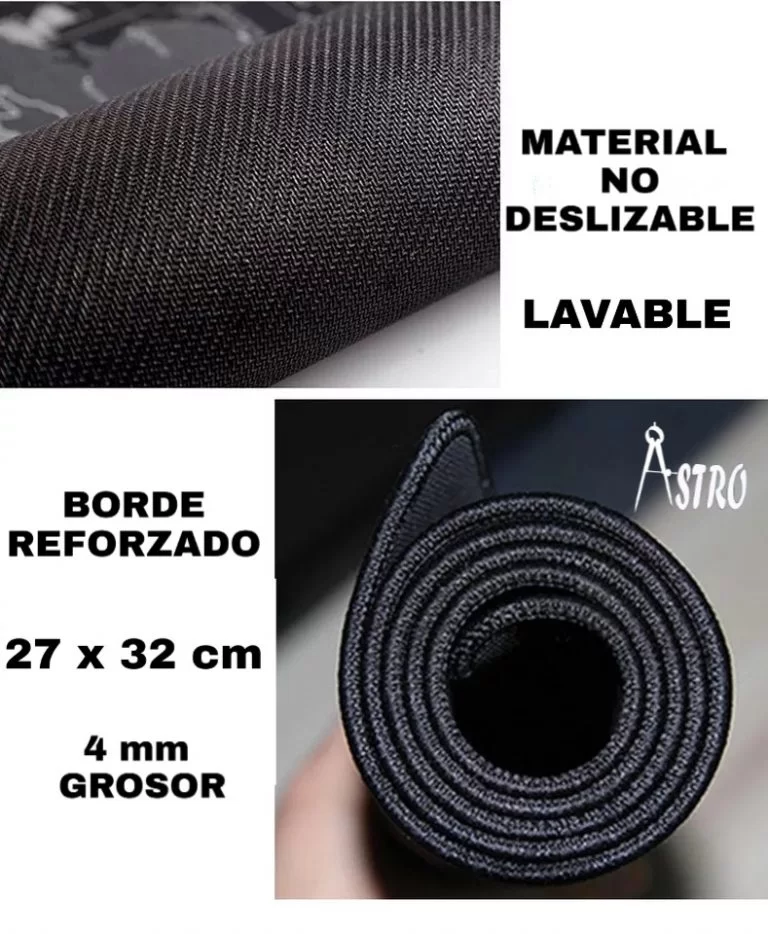 MATERIAL
NO
DESLIZABLE
LAVABLE
ASTRO
BORDE
REFORZADO
27 x 32 cm
4 mm
GROSOR